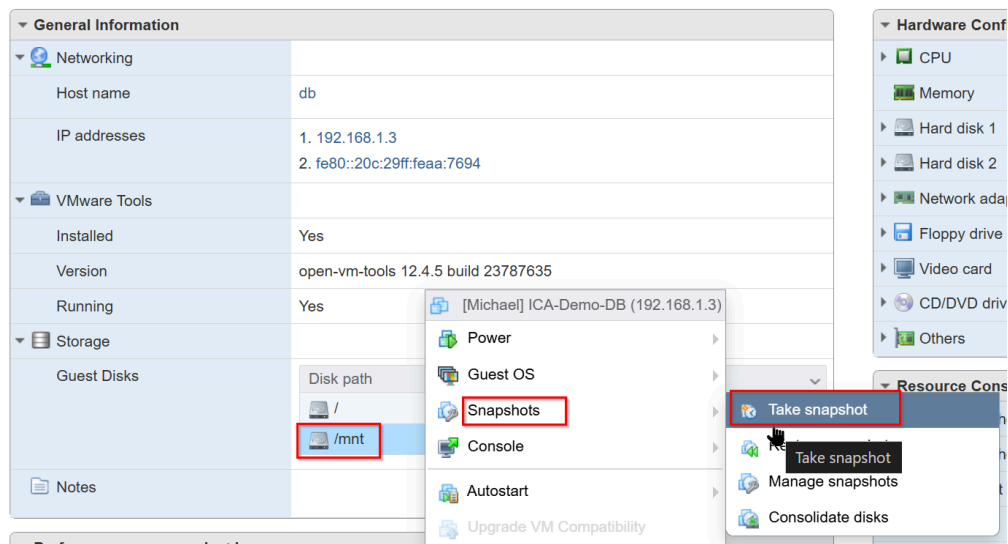 General Information
Networking
Host name db
IP addresses 1. 192.168.1.3
2. fe80::20c:29ff:feaa:7694
VMware Tools
Installed Yes
Version open-vm-tools 12.4.5 build 23787635
Running Yes
Storage
Guest Disks Disk path
/
/mnt
Notes
[Michael] ICA-Demo-DB (192.168.1.3)
Power
Guest OS
Snapshots
Console
Autostart
Upgrade VM Compatibility
Take snapshot
Take snapshot
Manage snapshots
Consolidate disks
Hardware Conf
CPU
Memory
Hard disk 1
Hard disk 2
Network ada
Floppy drive
Video card
CD/DVD driv
Others
Resource Cons